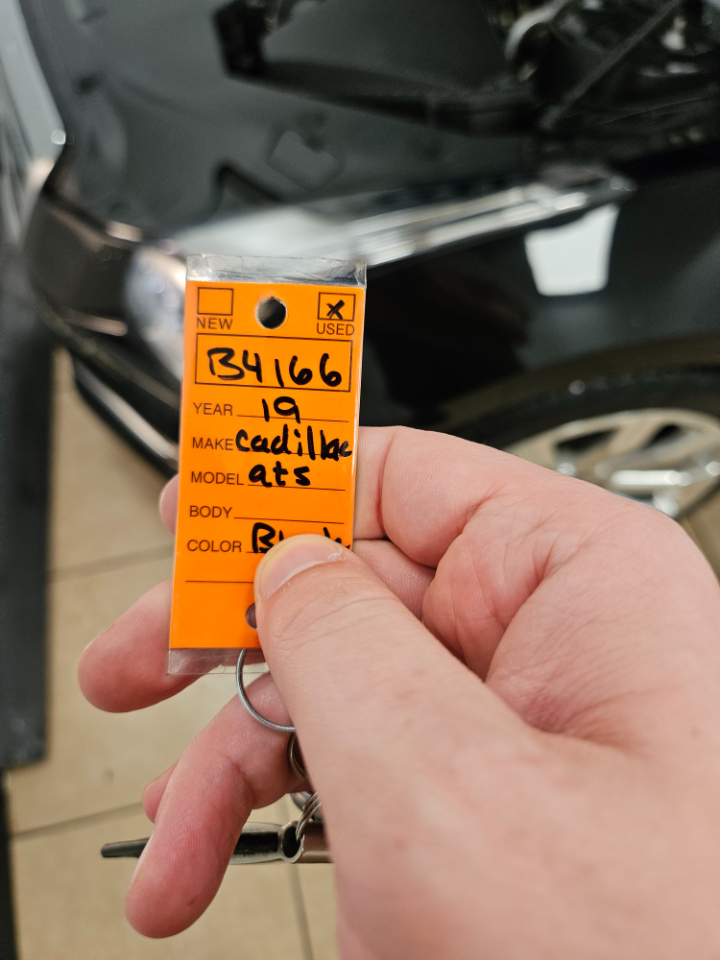 NEW USED
X
B4166
YEAR 19
MAKE cadillac
MODEL ats
BODY
COLOR